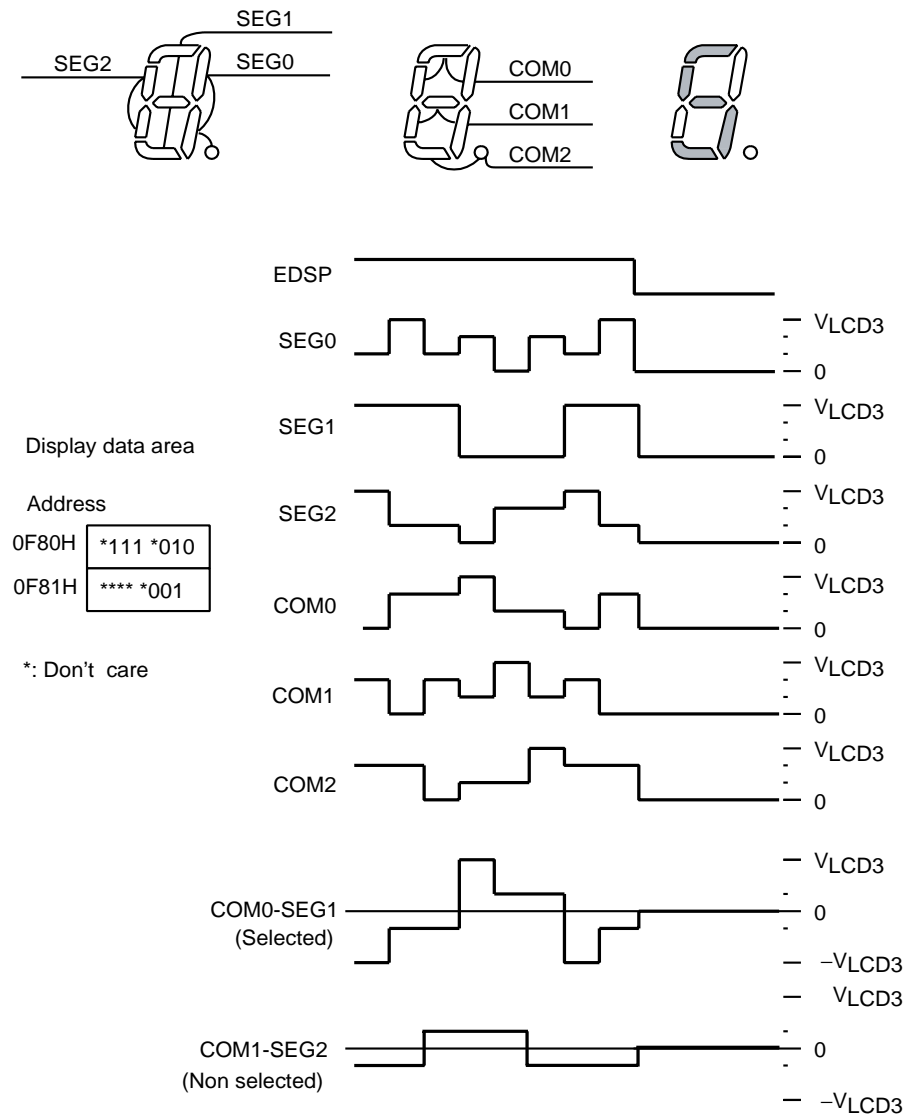 SEG1
SEG2
SEG0
COM0
COM1
COM2
EDSP
SEG0
VLCD3
0
SEG1
VLCD3
0
Display data area
SEG2
VLCD3
0
Address
0F80H *111 *010
0F81H **** *001
COM0
VLCD3
0
*: Don't care
COM1
VLCD3
0
COM2
VLCD3
0
COM0-SEG1
(Selected)
VLCD3
0
−VLCD3
COM1-SEG2
(Non selected)
VLCD3
0
−VLCD3